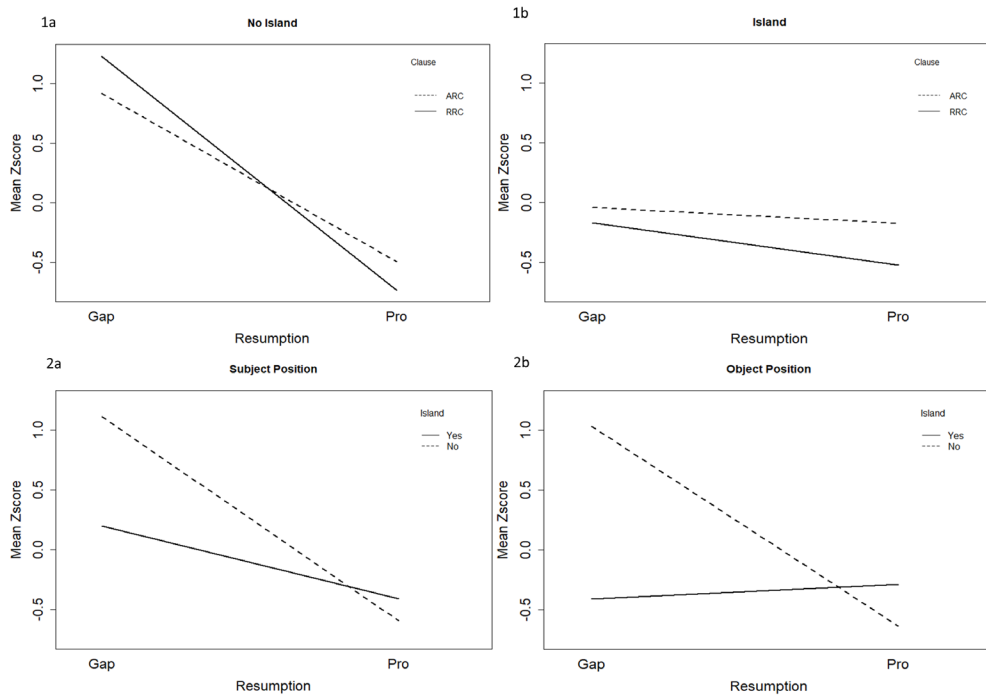 1a
No Island
Mean Zscore
1.0
0.5
0.0
-0.5
Clause
ARC
RRC
Gap
Pro
Resumption
1b
Island
Mean Zscore
1.0
0.5
0.0
-0.5
Clause
ARC
RRC
Gap
Pro
Resumption
2a
Subject Position
Mean Zscore
1.0
0.5
0.0
-0.5
Island
Yes
No
Gap
Pro
Resumption
2b
Object Position
Mean Zscore
1.0
0.5
0.0
-0.5
Island
Yes
No
Gap
Pro
Resumption